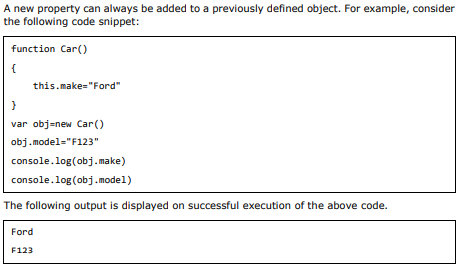 A new property can always be added to a previously defined object. For example, consider
the following code snippet:
function Car()
{
this.make="Ford"
}
var obj=new Car()
obj.model="F123"
console.log(obj.make)
console.log(obj.model)
The following output is displayed on successful execution of the above code.
Ford
F123